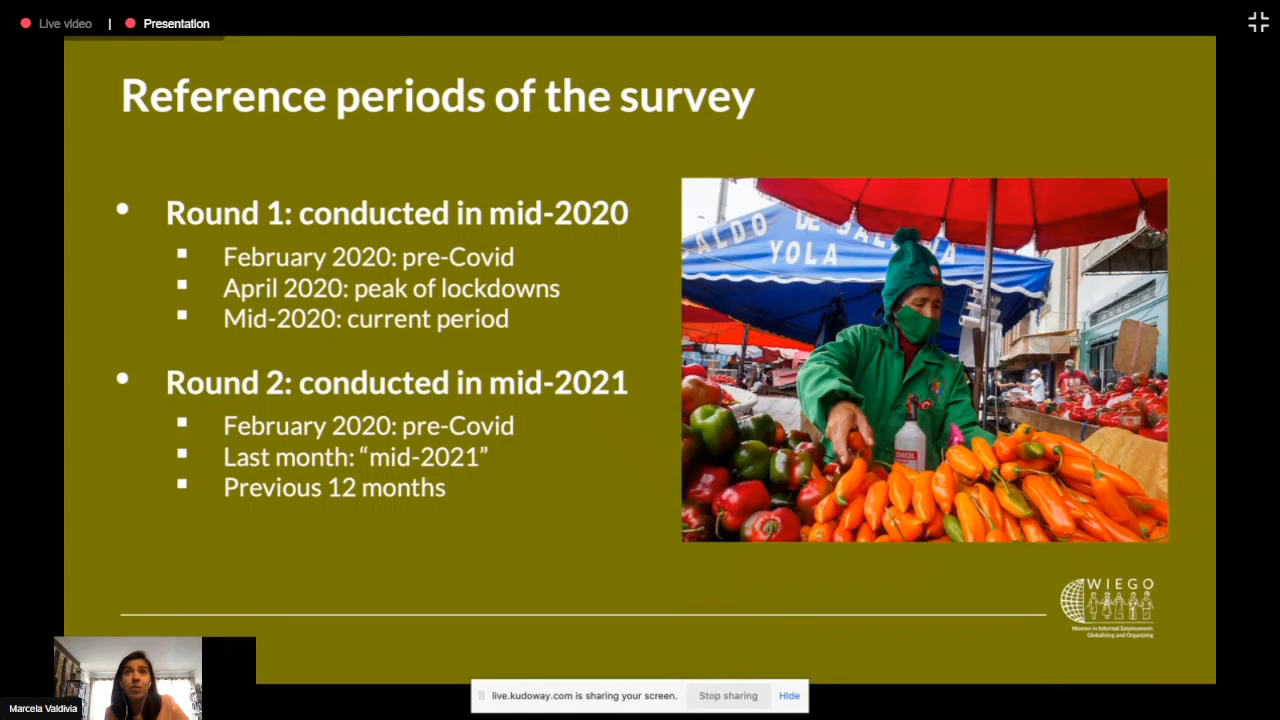 Live video | Presentation
Reference periods of the survey
• Round 1: conducted in mid-2020
▪ February 2020: pre-Covid
▪ April 2020: peak of lockdowns
▪ Mid-2020: current period
• Round 2: conducted in mid-2021
▪ February 2020: pre-Covid
▪ Last month: “mid-2021”
▪ Previous 12 months
ALDO DE
YOLA
WIEGO
Women in Informal Employment:
Globalizing and Organizing
Marcela Valdivia
live.kudoway.com is sharing your screen. Stop sharing Hide